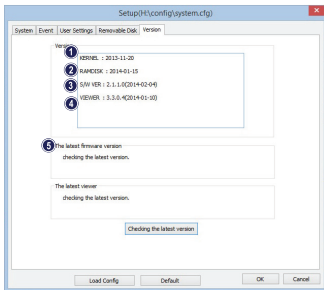 Setup(H:\config\system.cfg)
System Event User Settings Removable Disk Version
Version
1 KERNEL : 2013-11-20
2 RAMDISK : 2014-01-15
3 S/W VER : 2.1.1.0(2014-02-04)
4 VIEWER : 3.3.0.4(2014-01-10)
5 The latest firmware version
checking the latest version.
The latest viewer
checking the latest version.
Checking the latest version
Load Config Default OK Cancel